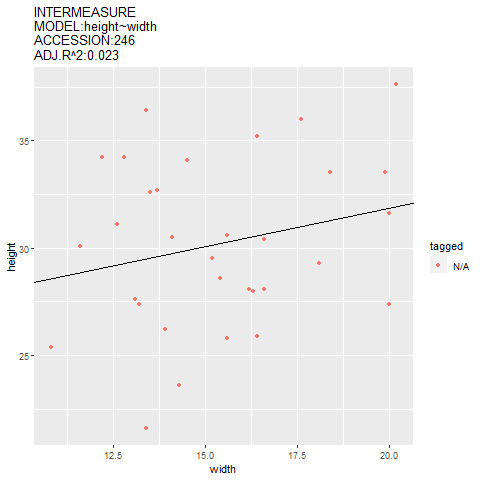 INTERMEASURE
MODEL:height~width
ACCESSION:246
ADJ.R^2:0.023
35
30
25
height
12.5
15.0
17.5
20.0
width
tagged
N/A